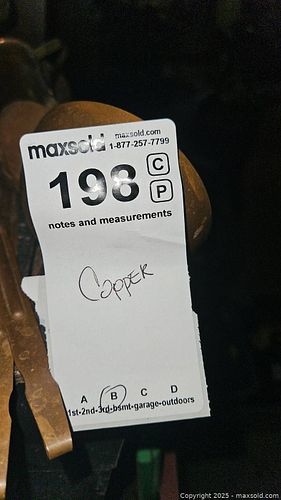 maxsold maxsold.com
1-877-257-7799
198 C
P
notes and measurements
Copper
A B C D
1st-2nd-3rd-bsmt-garage-outdoors
Copyright © 2025 - maxsold.com